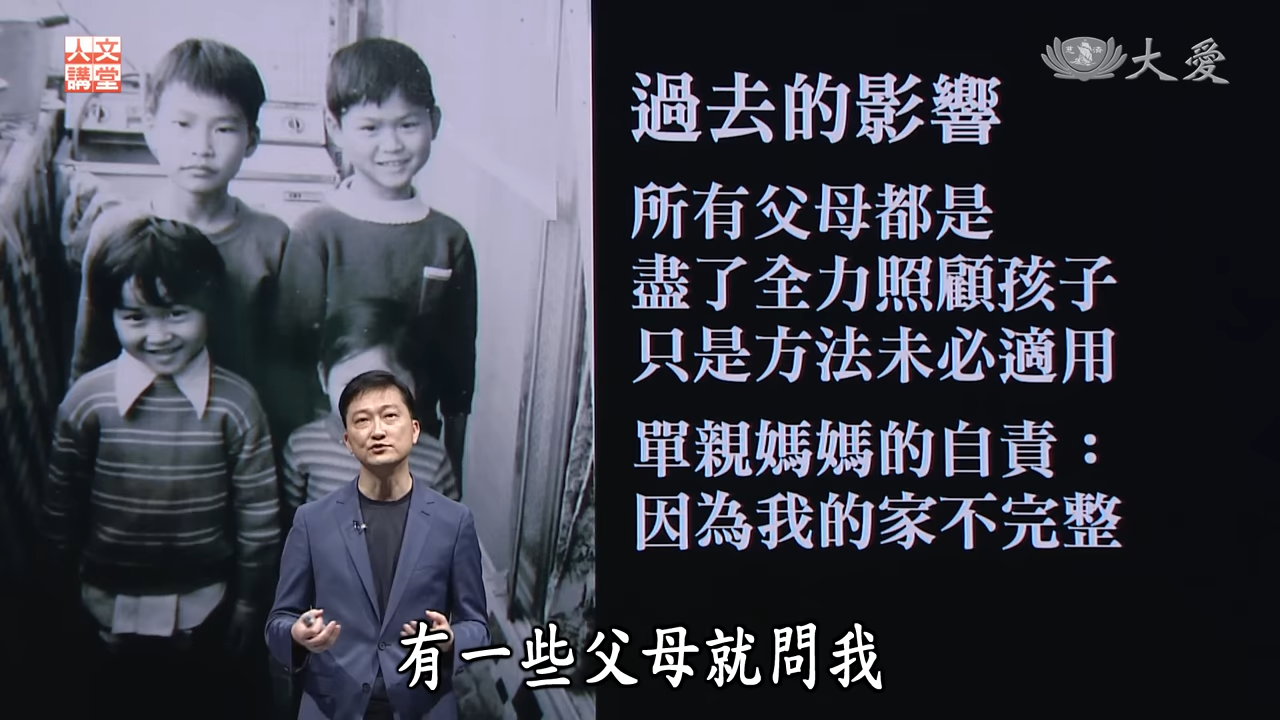 人文
講堂
大愛
過去的影響
所有父母都是
盡了全力照顧孩子
只是方法未必適用
單親媽媽的自責：
因為我的家不完整
有一些父母就問我